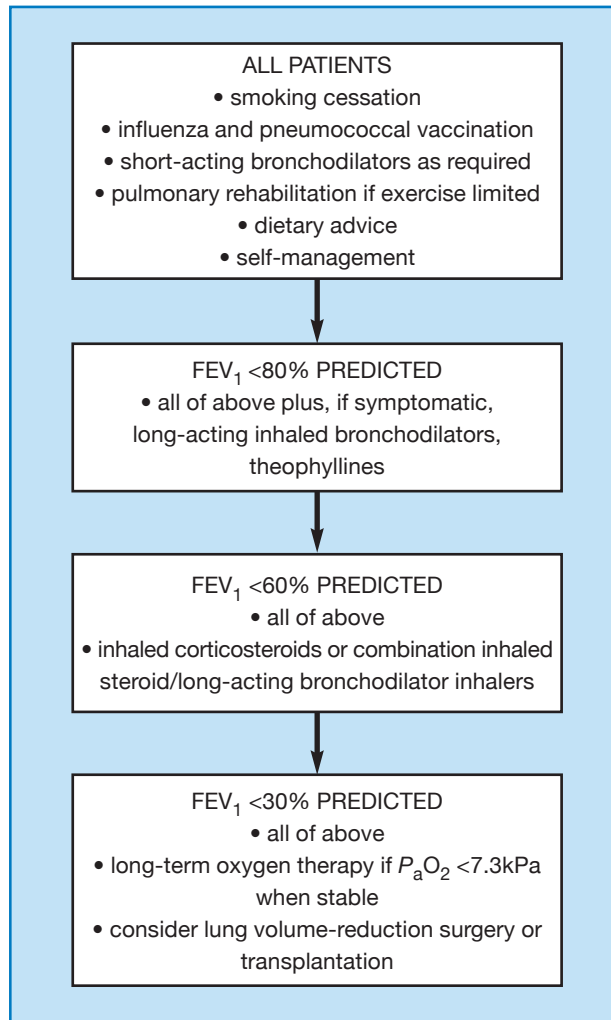 ALL PATIENTS
• smoking cessation
• influenza and pneumococcal vaccination
• short-acting bronchodilators as required
• pulmonary rehabilitation if exercise limited
• dietary advice
• self-management
FEV₁ <80% PREDICTED
• all of above plus, if symptomatic,
long-acting inhaled bronchodilators,
theophyllines
FEV₁ <60% PREDICTED
• all of above
• inhaled corticosteroids or combination inhaled
steroid/long-acting bronchodilator inhalers
FEV₁ <30% PREDICTED
• all of above
• long-term oxygen therapy if PₐO₂ <7.3kPa
when stable
• consider lung volume-reduction surgery or
transplantation